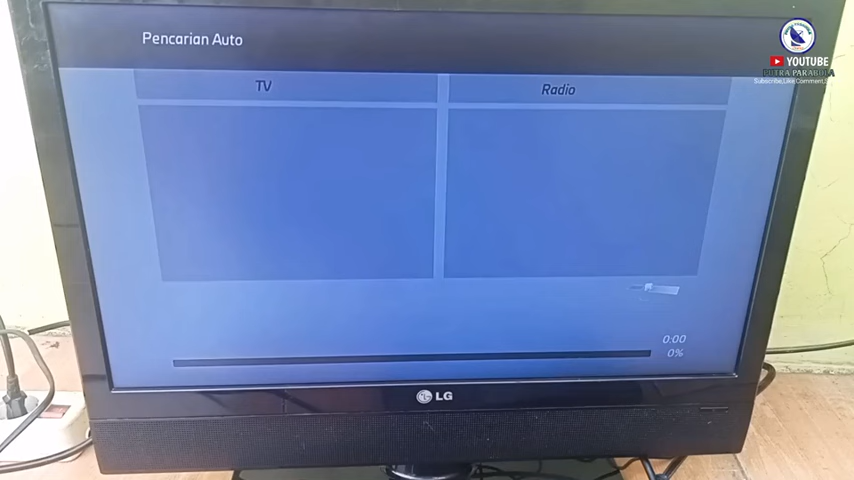 Pencarian Auto
YOUTUBE
PUTRA PARABOLA
TV
Radio
0:00
0%
LG